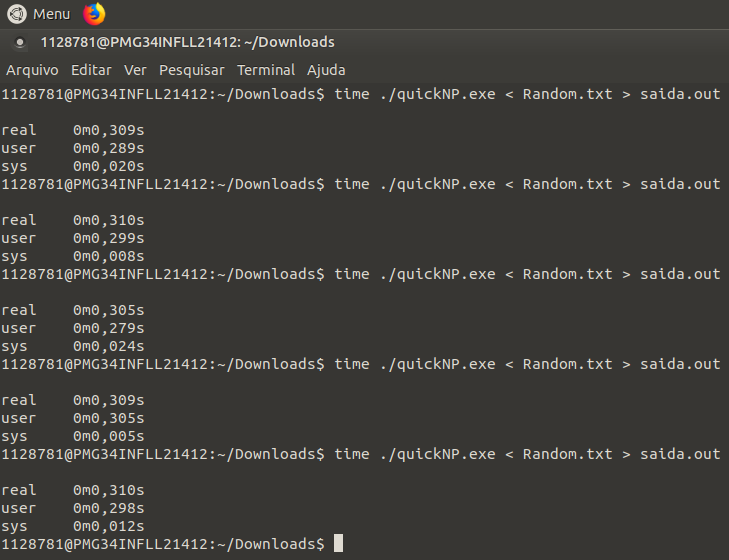 Menu
1128781@PMG34INFLL21412: ~/Downloads
Arquivo Editar Ver Pesquisar Terminal Ajuda
1128781@PMG34INFLL21412:~/Downloads$ time ./quickNP.exe < Random.txt > saida.out
real 0m0,309s
user 0m0,289s
sys 0m0,020s
1128781@PMG34INFLL21412:~/Downloads$ time ./quickNP.exe < Random.txt > saida.out
real 0m0,310s
user 0m0,299s
sys 0m0,008s
1128781@PMG34INFLL21412:~/Downloads$ time ./quickNP.exe < Random.txt > saida.out
real 0m0,305s
user 0m0,279s
sys 0m0,024s
1128781@PMG34INFLL21412:~/Downloads$ time ./quickNP.exe < Random.txt > saida.out
real 0m0,309s
user 0m0,305s
sys 0m0,005s
1128781@PMG34INFLL21412:~/Downloads$ time ./quickNP.exe < Random.txt > saida.out
real 0m0,310s
user 0m0,298s
sys 0m0,012s
1128781@PMG34INFLL21412:~/Downloads$